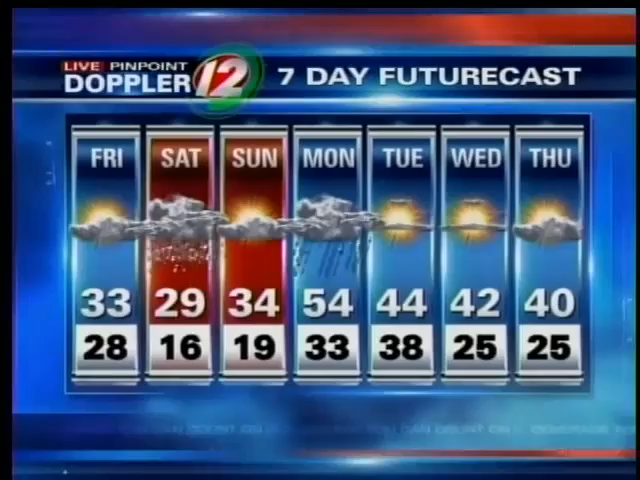 LIVE PINPOINT
DOPPLER 12 7 DAY FUTURECAST
FRI SAT SUN MON TUE WED THU
33 29 34 54 44 42 40
28 16 19 33 38 25 25